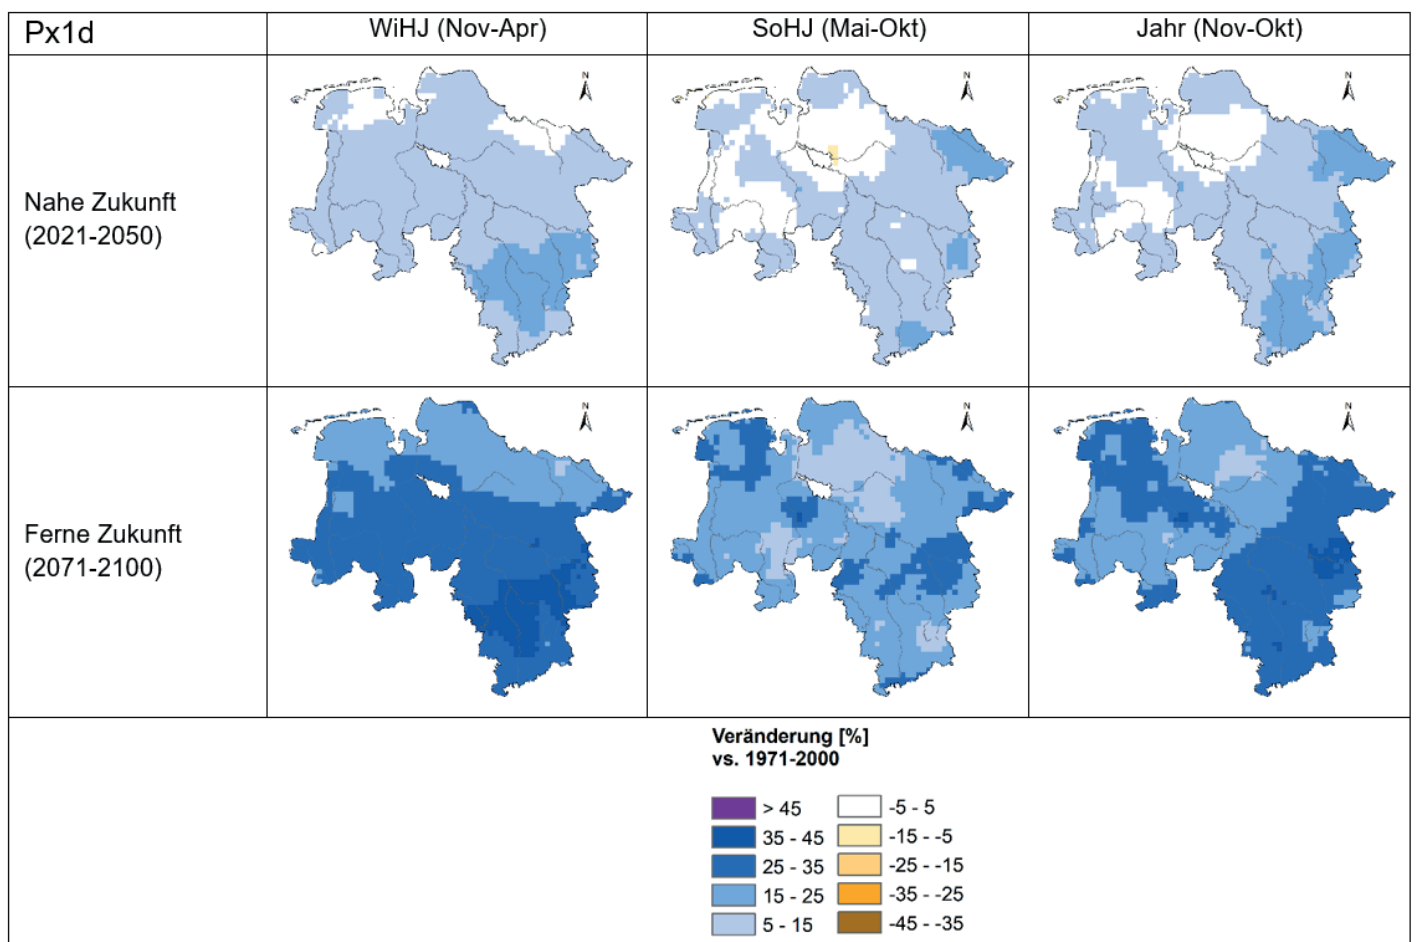 Px1d
WiHJ (Nov-Apr)
SoHJ (Mai-Okt)
Jahr (Nov-Okt)
Nahe Zukunft
(2021-2050)
N
N
N
Ferne Zukunft
(2071-2100)
N
N
N
Veränderung [%]
vs. 1971-2000
> 45
35 - 45
25 - 35
15 - 25
5 - 15
-5 - 5
-15 - -5
-25 - -15
-35 - -25
-45 - -35